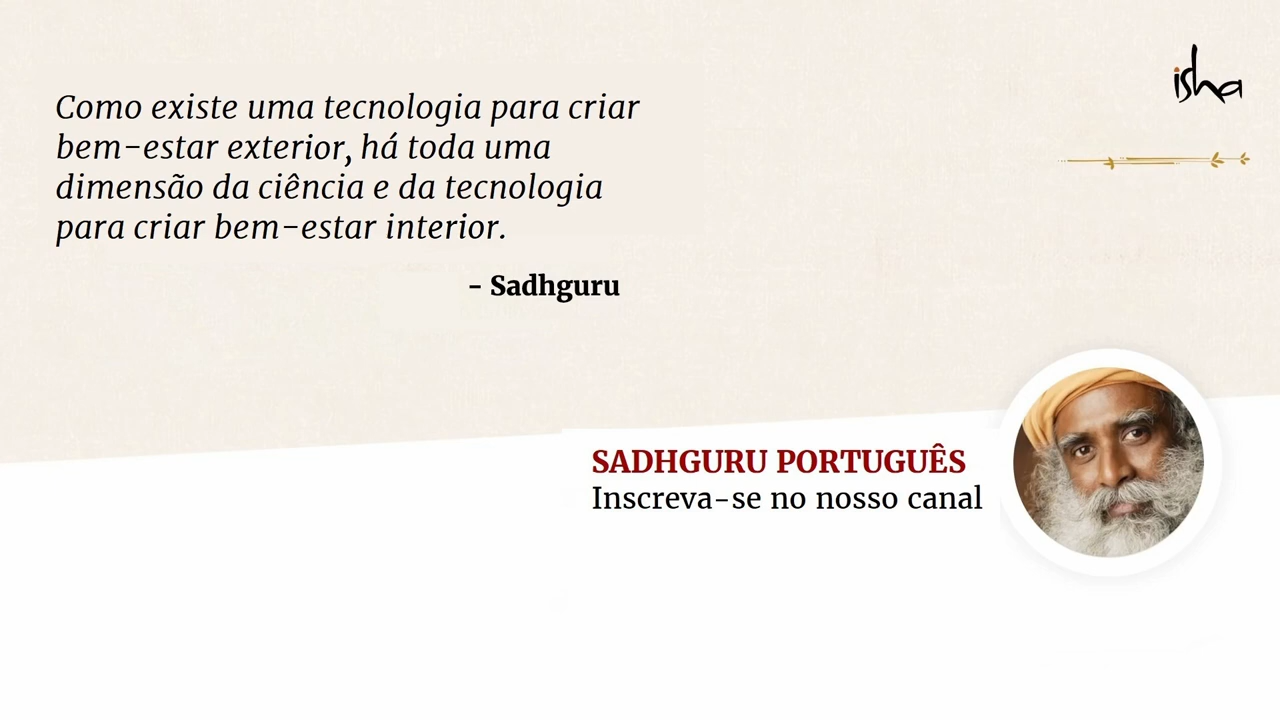 Como existe uma tecnologia para criar
bem-estar exterior, há toda uma
dimensão da ciência e da tecnologia
para criar bem-estar interior.
- Sadhguru
isha
SADHGURU PORTUGUÊS
Inscreva-se no nosso canal